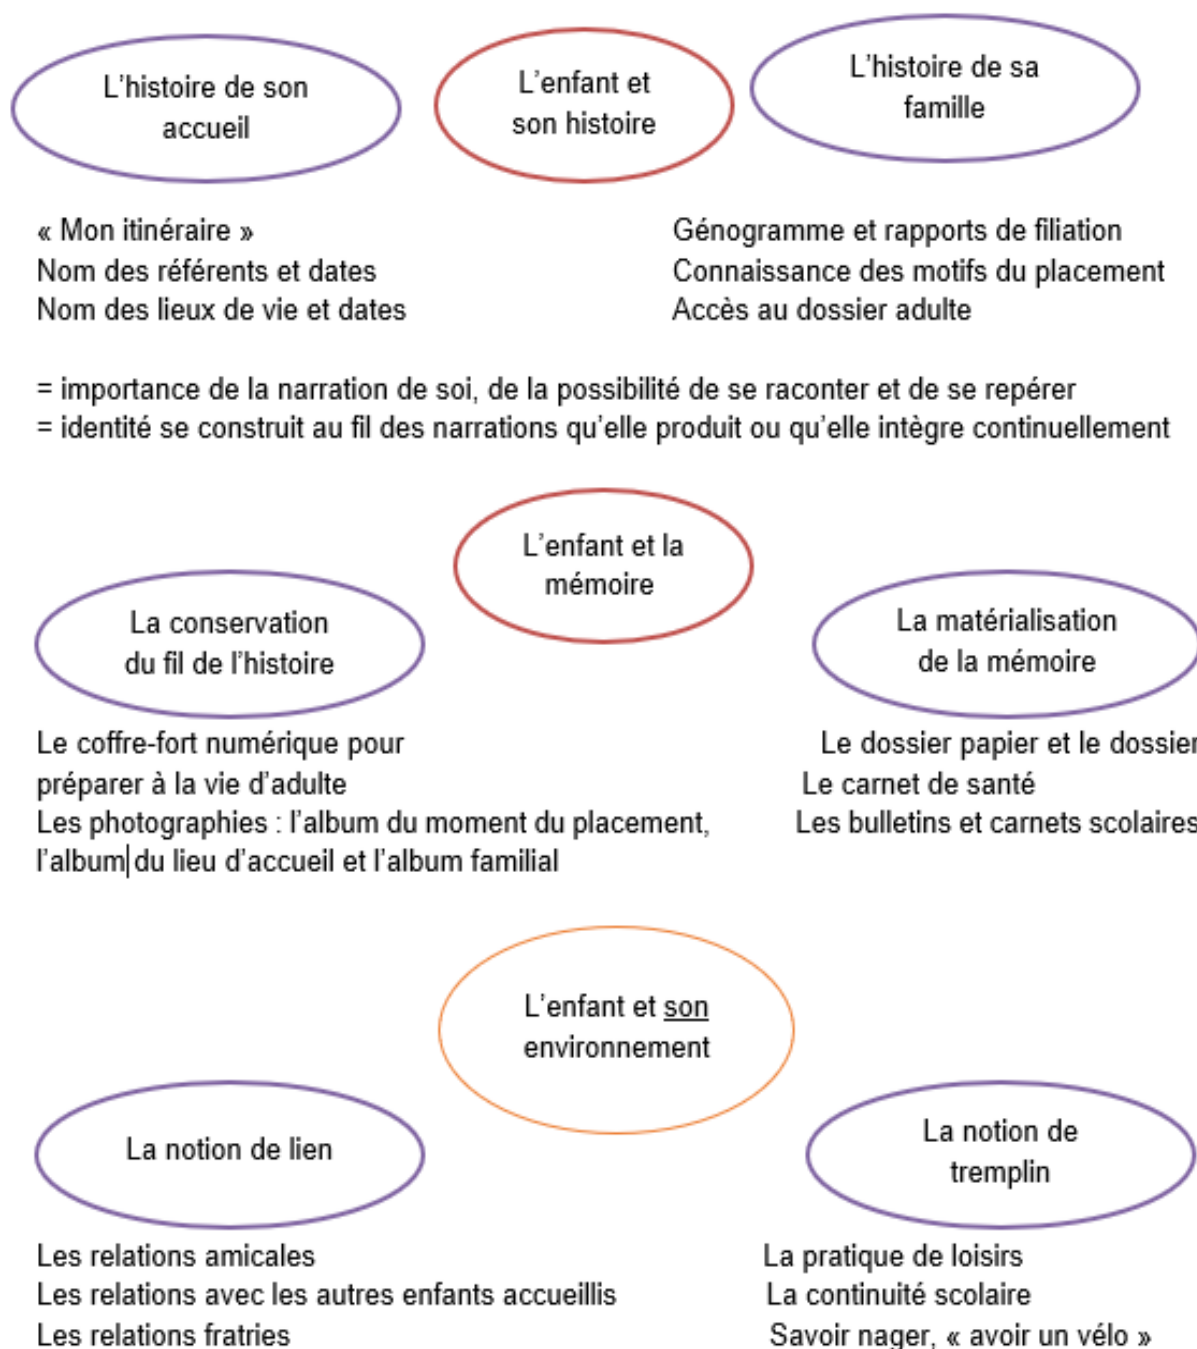 L'histoire de son
accueil
L'enfant et
son histoire
L'histoire de sa
famille
« Mon itinéraire »
Nom des référents et dates
Nom des lieux de vie et dates
Génogramme et rapports de filiation
Connaissance des motifs du placement
Accès au dossier adulte
= importance de la narration de soi, de la possibilité de se raconter et de se repérer
= identité se construit au fil des narrations qu'elle produit ou qu'elle intègre continuellement
L'enfant et la
mémoire
La conservation
du fil de l'histoire
La matérialisation
de la mémoire
Le coffre-fort numérique pour
préparer à la vie d'adulte
Les photographies : l'album du moment du placement,
l'album du lieu d'accueil et l'album familial
Le dossier papier et le dossier
Le carnet de santé
Les bulletins et carnets scolaires
L'enfant et son
environnement
La notion de lien
La notion de
tremplin
Les relations amicales
Les relations avec les autres enfants accueillis
Les relations fratries
La pratique de loisirs
La continuité scolaire
Savoir nager, « avoir un vélo »